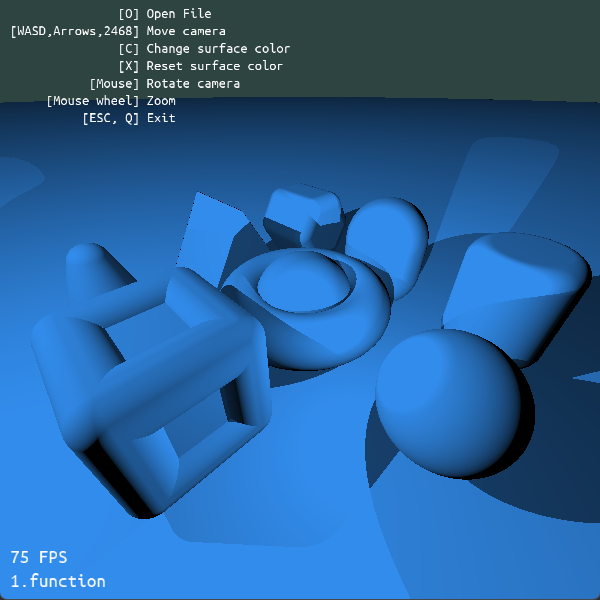 [O] Open File
[WASD,Arrows,2468] Move camera
[C] Change surface color
[X] Reset surface color
[Mouse] Rotate camera
[Mouse wheel] Zoom
[ESC, Q] Exit
75 FPS
1.function